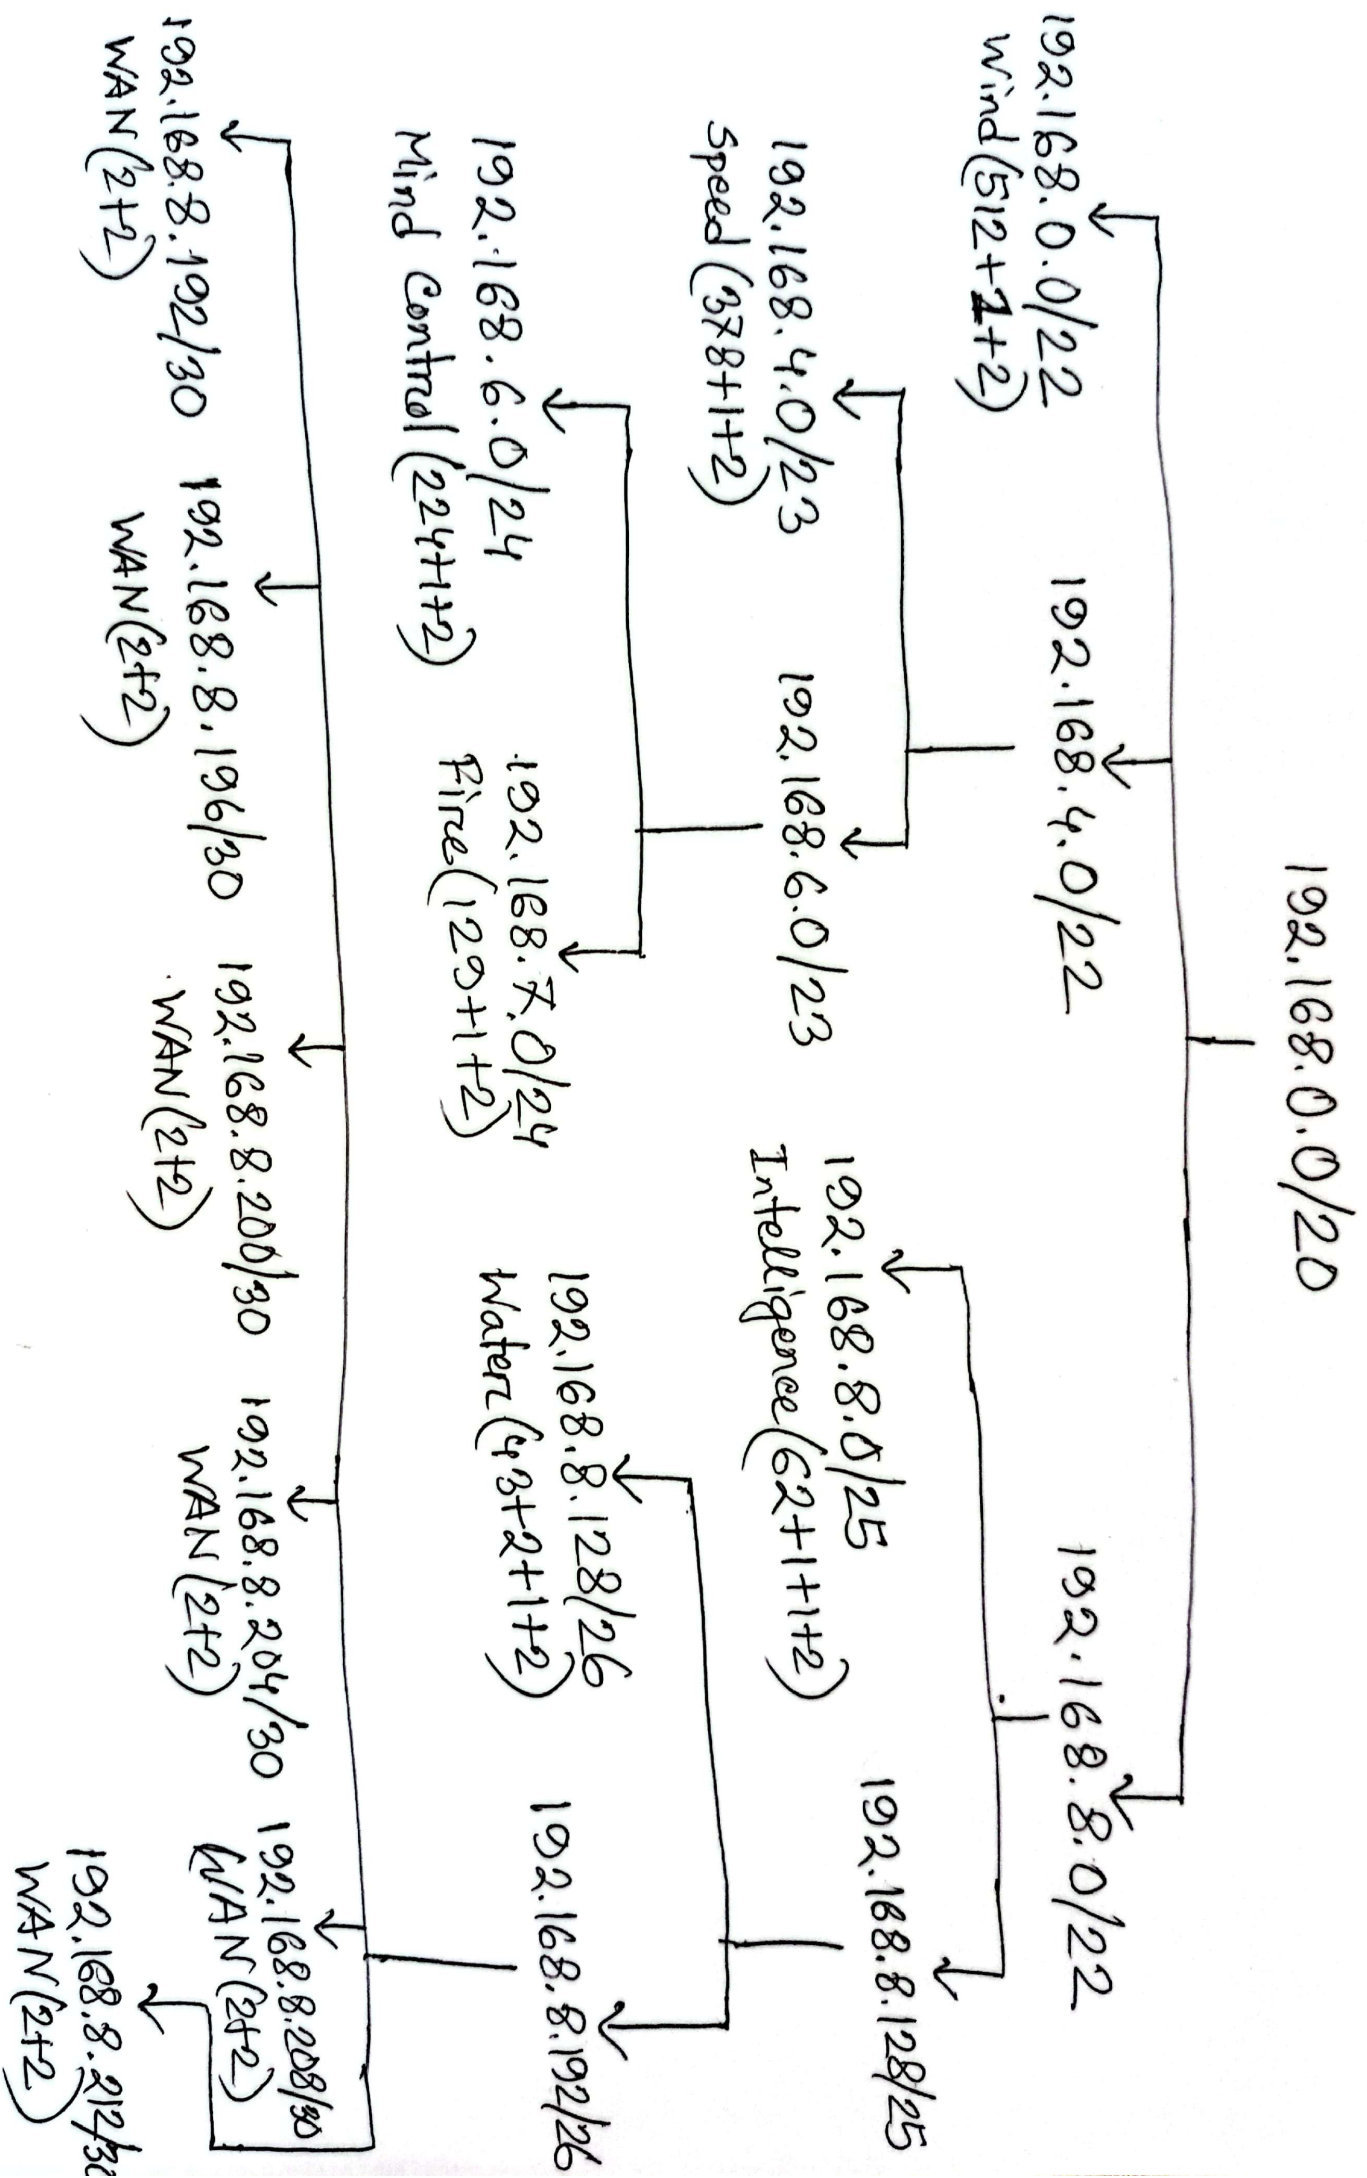 192.168.0.0/20
192.168.0.0/22
Wind (512+1+2)
192.168.4.0/22
192.168.8.0/22
192.168.4.0/23
Speed (378+1+2)
192.168.6.0/23
192.168.8.0/25
Intelligence (62+1+1+2)
192.168.8.128/25
192.168.6.0/24
Mind Control (224+1+2)
192.168.7.0/24
Fire (129+1+2)
192.168.8.128/26
Water (43+2+1+2)
192.168.8.192/26
192.168.8.192/30
WAN (2+2)
192.168.8.196/30
WAN (2+2)
192.168.8.200/30
WAN (2+2)
192.168.8.204/30
WAN (2+2)
192.168.8.208/30
WAN (2+2)
192.168.8.212/30
WAN (2+2)